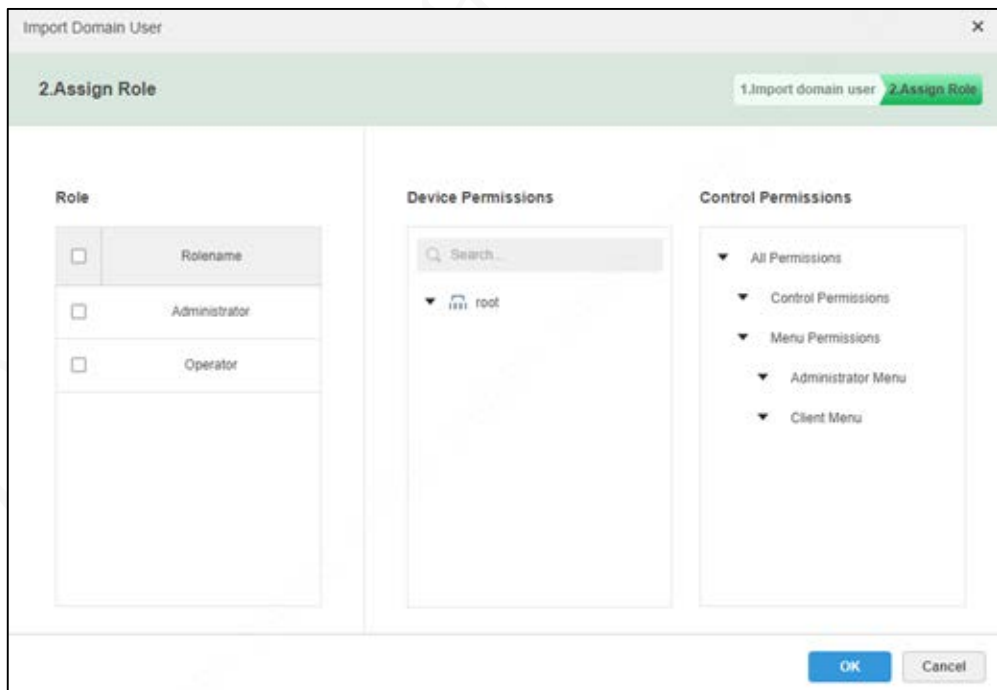 Import Domain User
2.Assign Role
1.Import domain user 2.Assign Role
Role
Rolename
Administrator
Operator
Device Permissions
Search...
root
Control Permissions
All Permissions
Control Permissions
Menu Permissions
Administrator Menu
Client Menu
OK Cancel